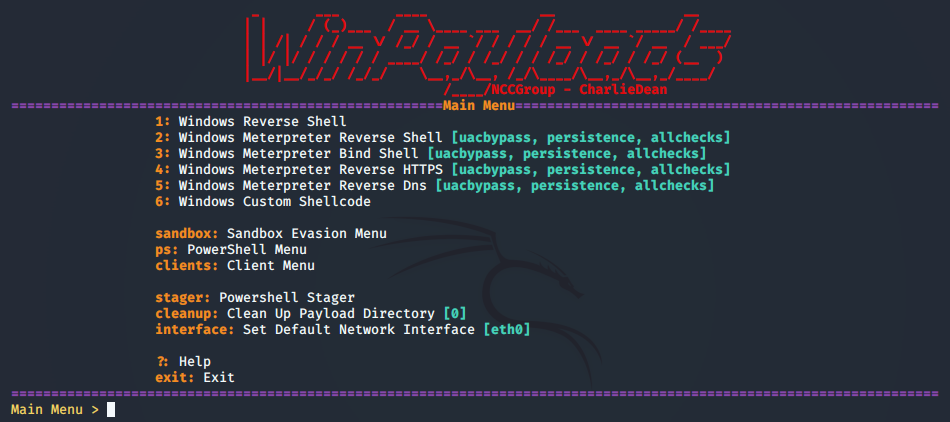 WinPayloads
NCCGroup - CharlieDean
Main Menu
1: Windows Reverse Shell
2: Windows Meterpreter Reverse Shell [uacbypass, persistence, allchecks]
3: Windows Meterpreter Bind Shell [uacbypass, persistence, allchecks]
4: Windows Meterpreter Reverse HTTPS [uacbypass, persistence, allchecks]
5: Windows Meterpreter Reverse Dns [uacbypass, persistence, allchecks]
6: Windows Custom Shellcode
sandbox: Sandbox Evasion Menu
ps: PowerShell Menu
clients: Client Menu
stager: Powershell Stager
cleanup: Clean Up Payload Directory [0]
interface: Set Default Network Interface [eth0]
?: Help
exit: Exit
Main Menu >